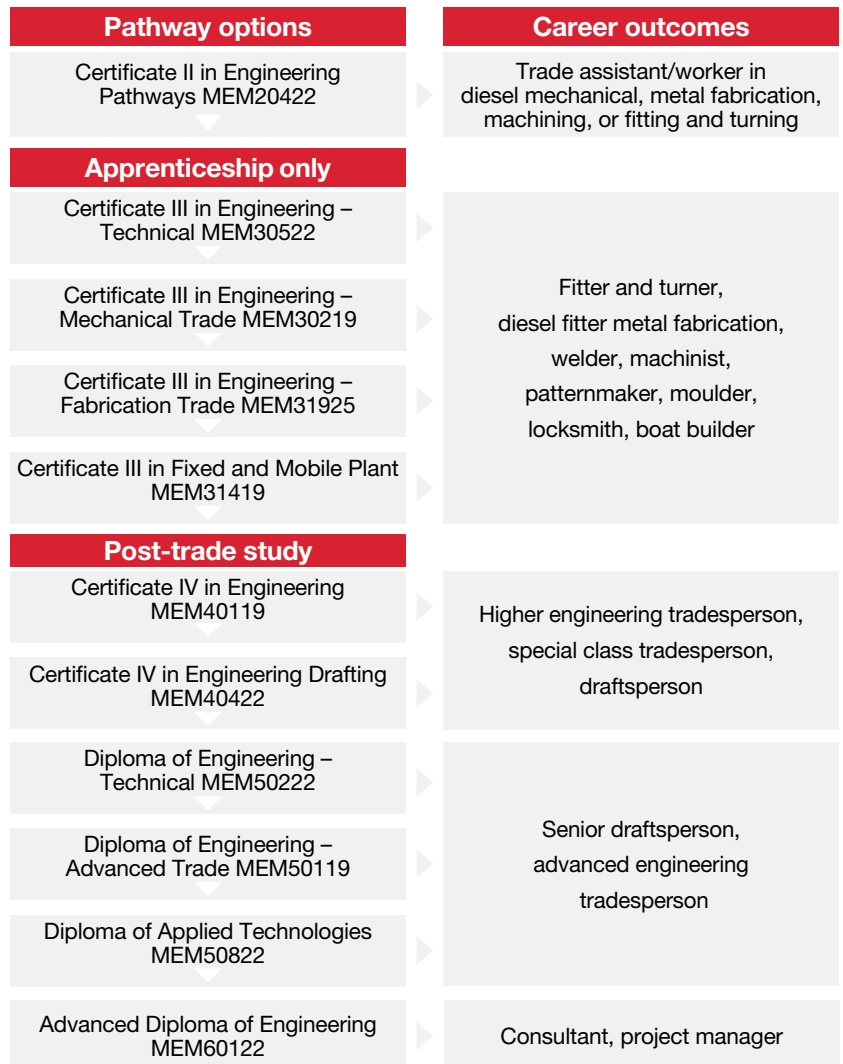 Pathway options
Career outcomes
Certificate II in Engineering
Pathways MEM20422
Trade assistant/worker in
diesel mechanical, metal fabrication,
machining, or fitting and turning
Apprenticeship only
Certificate III in Engineering –
Technical MEM30522
Certificate III in Engineering –
Mechanical Trade MEM30219
Certificate III in Engineering –
Fabrication Trade MEM31925
Certificate III in Fixed and Mobile Plant
MEM31419
Fitter and turner,
diesel fitter metal fabrication,
welder, machinist,
patternmaker, moulder,
locksmith, boat builder
Post-trade study
Certificate IV in Engineering
MEM40119
Certificate IV in Engineering Drafting
MEM40422
Higher engineering tradesperson,
special class tradesperson,
draftsperson
Diploma of Engineering –
Technical MEM50222
Diploma of Engineering –
Advanced Trade MEM50119
Diploma of Applied Technologies
MEM50822
Senior draftsperson,
advanced engineering
tradesperson
Advanced Diploma of Engineering
MEM60122
Consultant, project manager